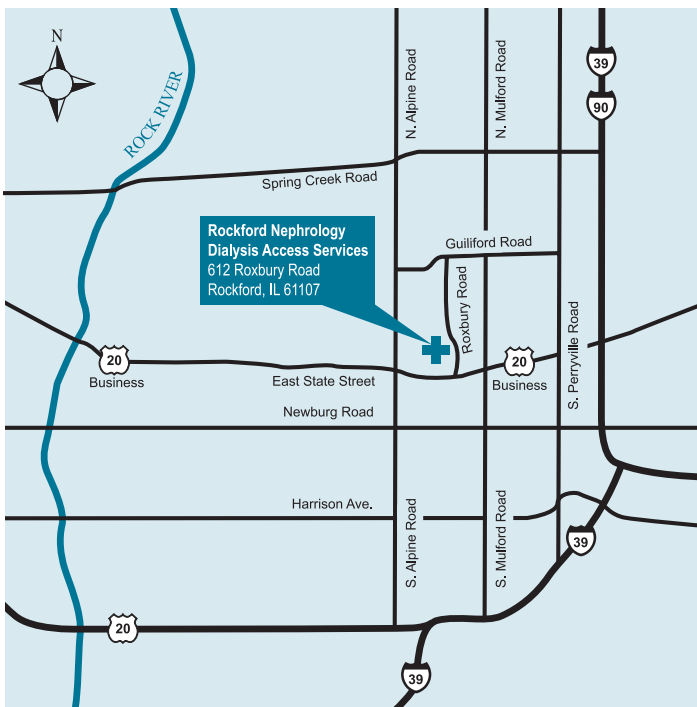 N
ROCK RIVER
N. Alpine Road
N. Mulford Road
39
90
Spring Creek Road
Rockford Nephrology
Dialysis Access Services
612 Roxbury Road
Rockford, IL 61107
Guiliford Road
Roxbury Road
S. Perryville Road
20
Business
East State Street
20
Business
Newburg Road
Harrison Ave.
S. Alpine Road
S. Mulford Road
39
20
39